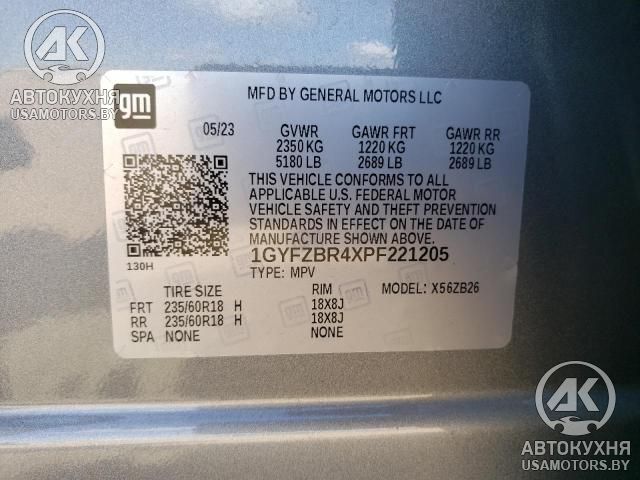 AK
АВТОКУХНЯ
USAMOTORS.BY
gm
MFD BY GENERAL MOTORS LLC
05/23 GVWR GAWR FRT GAWR RR
2350 KG 1220 KG 1220 KG
5180 LB 2689 LB 2689 LB
THIS VEHICLE CONFORMS TO ALL
APPLICABLE U.S. FEDERAL MOTOR
VEHICLE SAFETY AND THEFT PREVENTION
STANDARDS IN EFFECT ON THE DATE OF
MANUFACTURE SHOWN ABOVE.
130H
1GYFZBR4XPF221205
TYPE: MPV MODEL: X56ZB26
TIRE SIZE RIM
FRT 235/60R18 H 18X8J
RR 235/60R18 H 18X8J
SPA NONE NONE
AK
АВТОКУХНЯ
USAMOTORS.BY